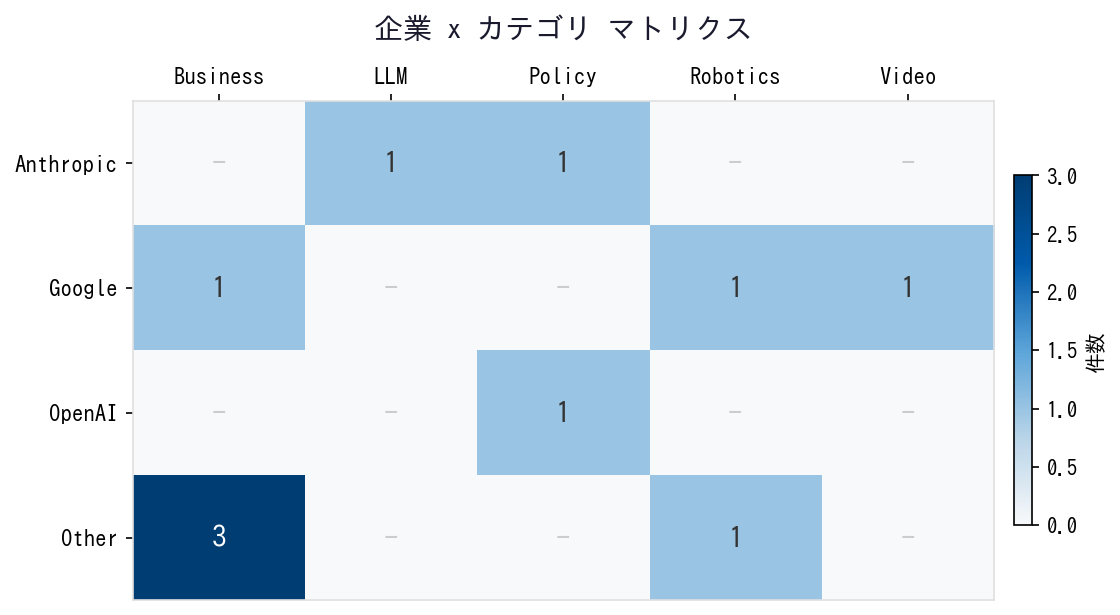 企業 x カテゴリ マトリクス
Business LLM Policy Robotics Video
Anthropic – 1 1 – –
Google 1 – – 1 1
OpenAI – – 1 – –
Other 3 – – 1 –
3.0
2.5
2.0
1.5
1.0
0.5
0.0
件数